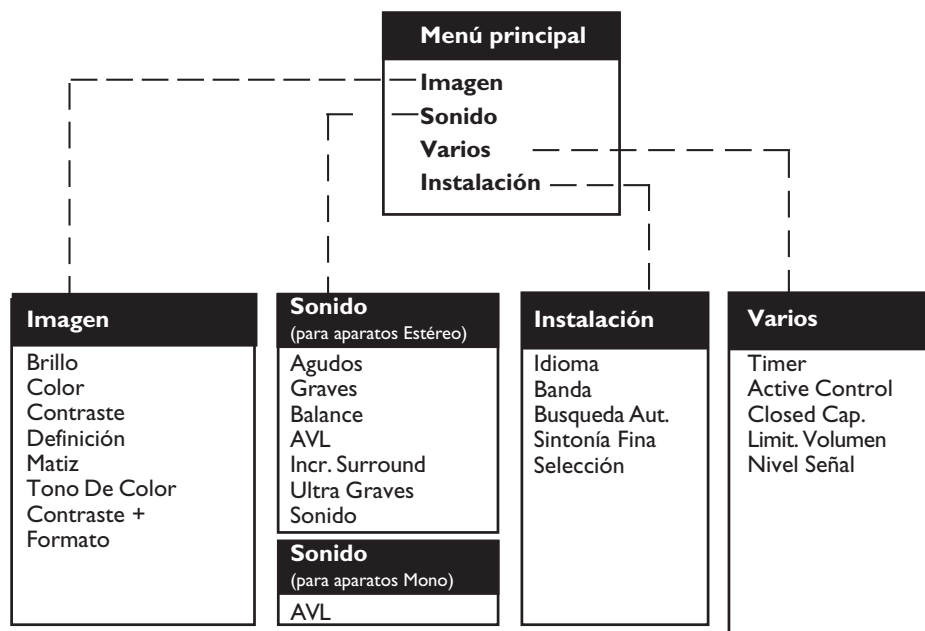 Menú principal
Imagen
Sonido
Varios
Instalación
Imagen
Brillo
Color
Contraste
Definición
Matiz
Tono De Color
Contraste +
Formato
Sonido
(para aparatos Estéreo)
Agudos
Graves
Balance
AVL
Incr. Surround
Ultra Graves
Sonido
Sonido
(para aparatos Mono)
AVL
Instalación
Idioma
Banda
Busqueda Aut.
Sintonía Fina
Selección
Varios
Timer
Active Control
Closed Cap.
Limit. Volumen
Nivel Señal